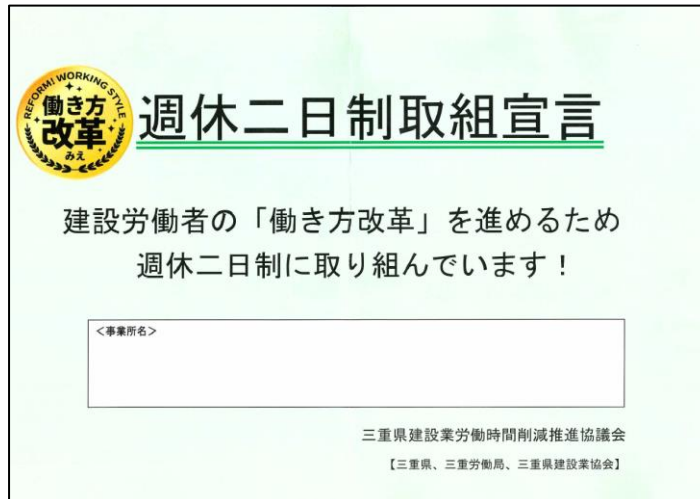 REFORM! WORKING STYLE
働き方
改革
みえ
週休二日制取組宣言
建設労働者の「働き方改革」を進めるため
週休二日制に取り組んでいます！
＜事業所名＞
三重県建設業労働時間削減推進協議会
【三重県、三重労働局、三重県建設業協会】